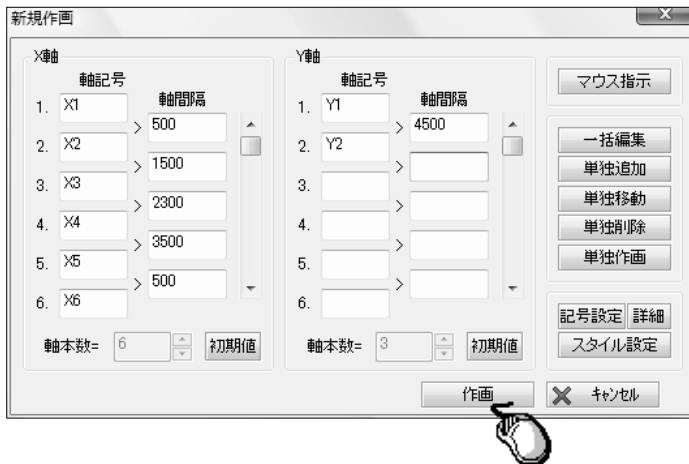 新規作画
X軸
軸記号
軸間隔
1. X1
> 500
2. X2
> 1500
3. X3
> 2300
4. X4
> 3500
5. X5
> 500
6. X6
軸本数= 6 初期値
Y軸
軸記号
軸間隔
1. Y1
> 4500
2. Y2
>
3.
>
4.
>
5.
>
6.
軸本数= 3 初期値
マウス指示
一括編集
単独追加
単独移動
単独削除
単独作画
記号設定 詳細
スタイル設定
作画 キャンセル